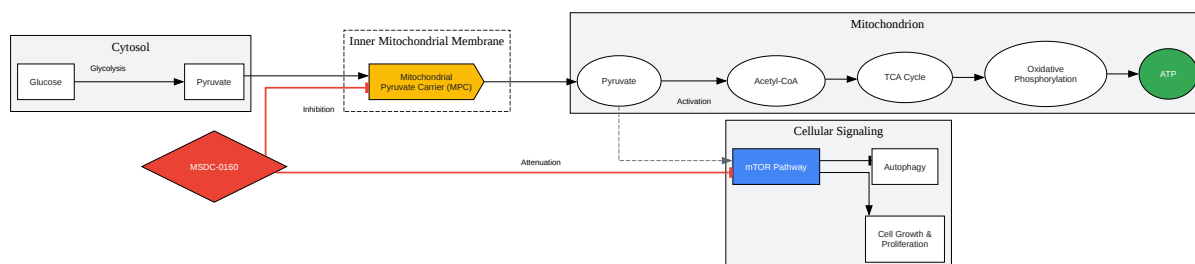 Mitochondrion
Inner Mitochondrial Membrane
Cytosol
Glycolysis
Glucose
Pyruvate
Mitochondrial
Pyruvate Carrier (MPC)
Pyruvate
Acetyl-CoA
TCA Cycle
Oxidative
Phosphorylation
ATP
Inhibition
Activation
Cellular Signaling
MSDC-0160
Attenuation
mTOR Pathway
Autophagy
Cell Growth &
Proliferation